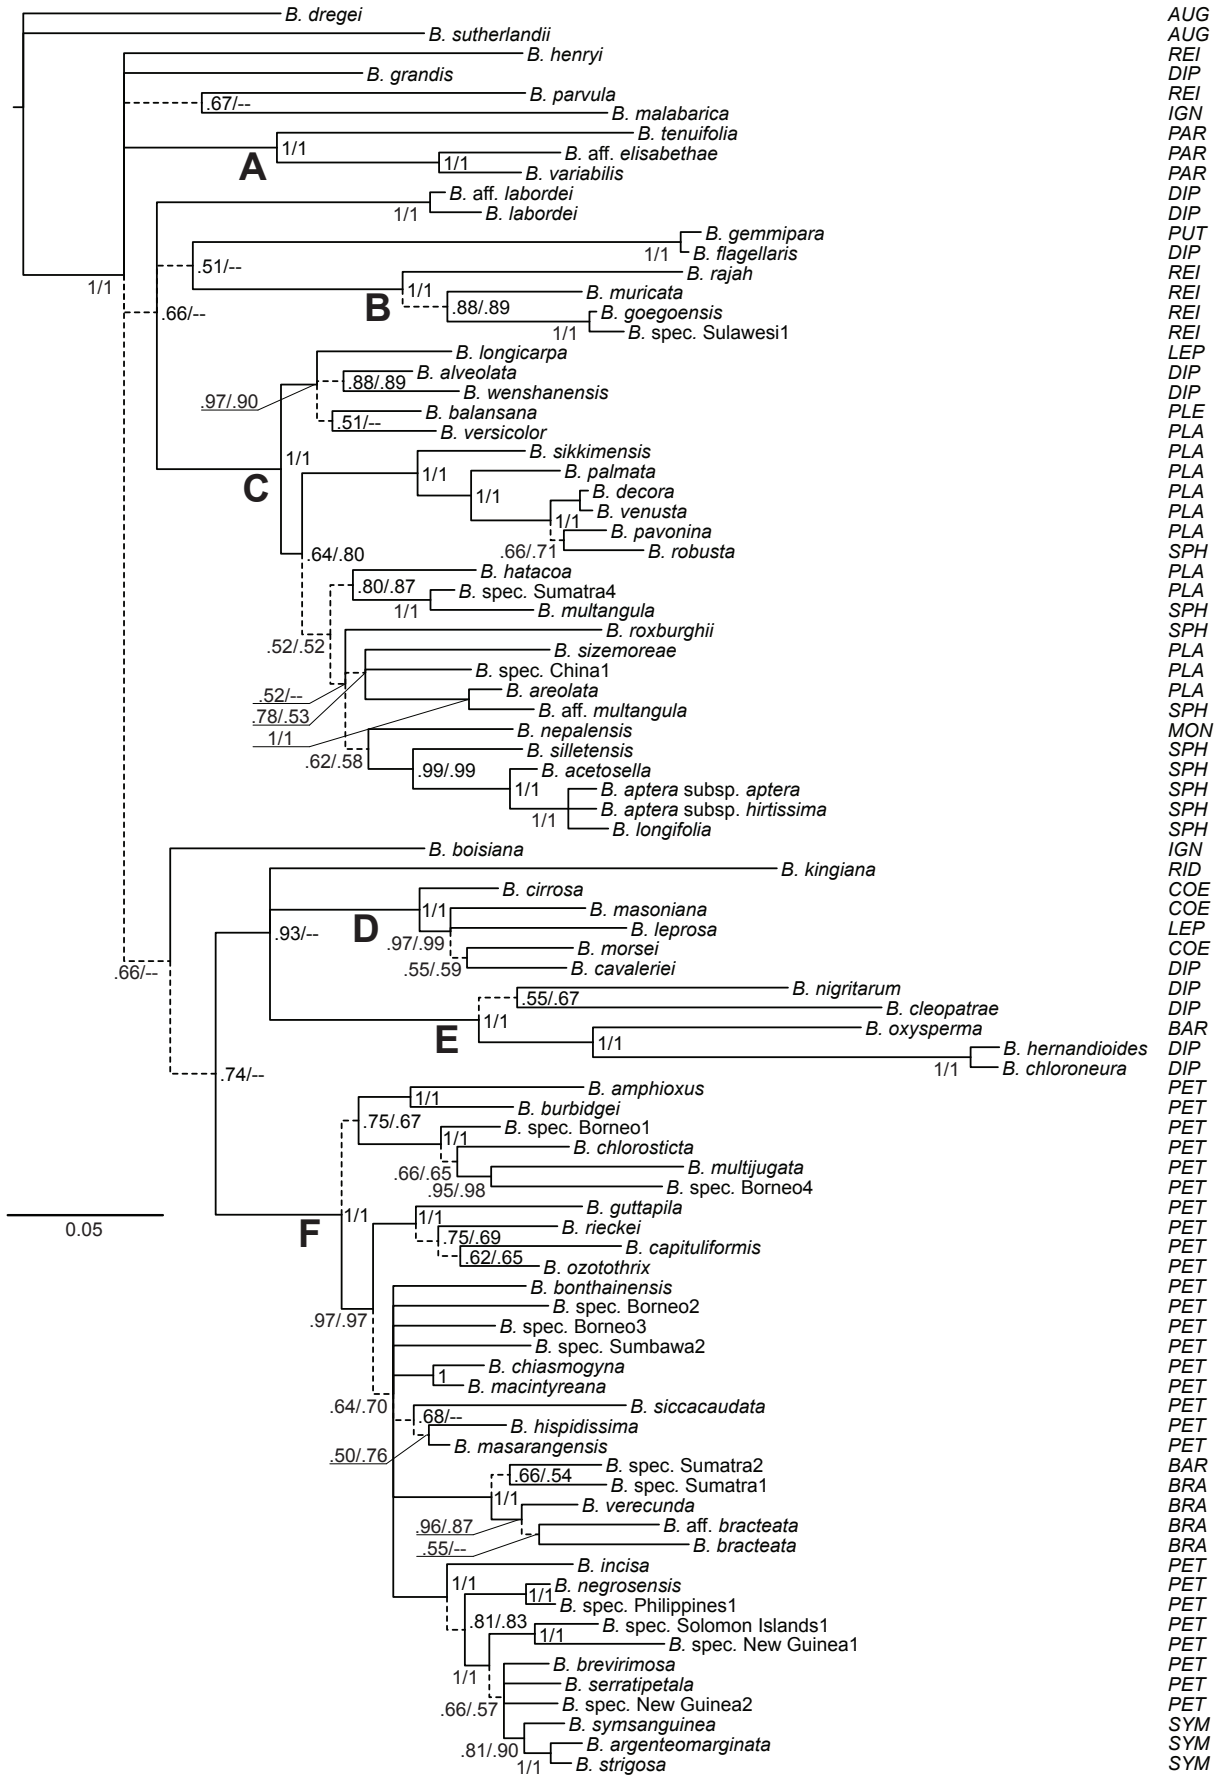 B. dregei AUG
B. sutherlandii AUG
B. henryi REI
B. grandis DIP
B. parvula REI
.67/--
B. malabarica IGN
B. tenuifolia PAR
1/1
A
B. aff. elisabethae PAR
1/1
B. variabilis PAR
B. aff. labordei DIP
1/1
B. labordei DIP
B. gemmipara PUT
1/1
B. flagellaris DIP
.51/--
B. rajah REI
1/1
B
1/1
B. muricata REI
.88/.89
B. goegoensis REI
1/1
B. spec. Sulawesi1 REI
.66/--
B. longicarpa LEP
B. alveolata DIP
.88/.89
B. wenshanensis DIP
.97/.90
B. balansana PLE
.51/--
B. versicolor PLA
1/1
C
B. sikkimensis PLA
1/1
B. palmata PLA
1/1
B. decora PLA
B. venusta PLA
1/1
B. pavonina PLA
.66/.71
B. robusta SPH
.64/.80
B. hatacoa PLA
.80/.87
B. spec. Sumatra4 PLA
1/1
B. multangula SPH
B. roxburghii SPH
.52/.52
B. sizemoreae PLA
B. spec. China1 PLA
.52/--
B. areolata PLA
.78/.53
B. aff. multangula SPH
1/1
B. nepalensis MON
B. silletensis SPH
.62/.58
.99/.99
B. acetosella SPH
1/1
B. aptera subsp. aptera SPH
B. aptera subsp. hirtissima SPH
1/1
B. longifolia SPH
B. boisiana IGN
B. kingiana RID
B. cirrosa COE
1/1
D
B. masoniana COE
B. leprosa LEP
.93/--
.97/.99
B. morsei COE
.55/.59
B. cavaleriei DIP
.66/--
B. nigritarum DIP
.55/.67
B. cleopatrae DIP
1/1
E
B. oxysperma BAR
1/1
B. hernandioides DIP
1/1
B. chloroneura DIP
.74/--
B. amphioxus PET
1/1
B. burbidgei PET
.75/.67
B. spec. Borneo1 PET
1/1
B. chlorosticta PET
.66/.65
B. multijugata PET
.95/.98
B. spec. Borneo4 PET
B. guttapila PET
1/1
1/1
F
0.05
B. rieckei PET
.75/.69
B. capituliformis PET
.62/.65
B. ozotothrix PET
B. bonthainensis PET
B. spec. Borneo2 PET
.97/.97
B. spec. Borneo3 PET
B. spec. Sumbawa2 PET
B. chiasmogyna PET
1
B. macintyreana PET
.64/.70
B. siccacaudata PET
.68/--
B. hispidissima PET
B. masarangensis PET
.50/.76
B. spec. Sumatra2 BAR
.66/.54
B. spec. Sumatra1 BRA
1/1
B. verecunda BRA
.96/.87
B. aff. bracteata BRA
.55/--
B. bracteata BRA
B. incisa PET
1/1
B. negrosensis PET
1/1
B. spec. Philippines1 PET
.81/.83
B. spec. Solomon Islands1 PET
1/1
B. spec. New Guinea1 PET
B. brevirimosa PET
1/1
B. serratipetala PET
.66/.57
B. spec. New Guinea2 PET
B. symsanguinea SYM
.81/.90
B. argenteomarginata SYM
1/1
B. strigosa SYM